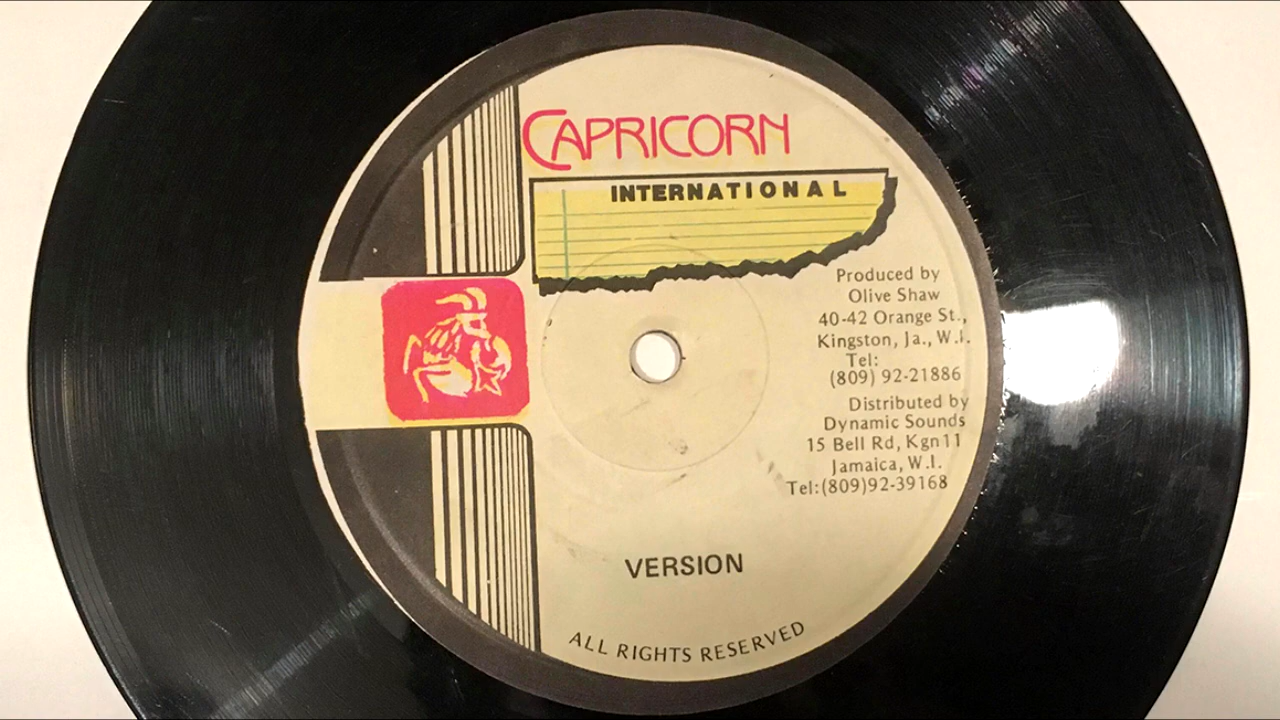 CAPRICORN
INTERNATIONAL
Produced by
Olive Shaw
40-42 Orange St.,
Kingston, Ja., W.I.
Tel:
(809) 92-21886
Distributed by
Dynamic Sounds
15 Bell Rd, Kgn11
Jamaica, W.I.
Tel:(809)92-39168
VERSION
ALL RIGHTS RESERVED